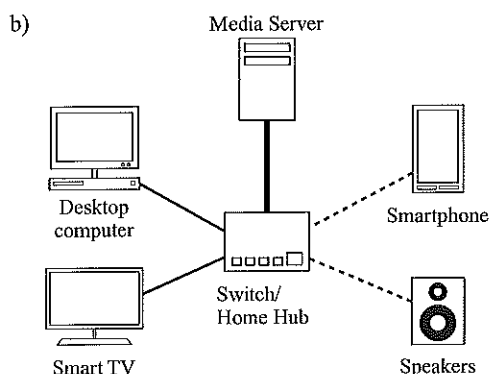 b)
Media Server
Desktop
computer
Smartphone
Switch/
Home Hub
Smart TV
Speakers